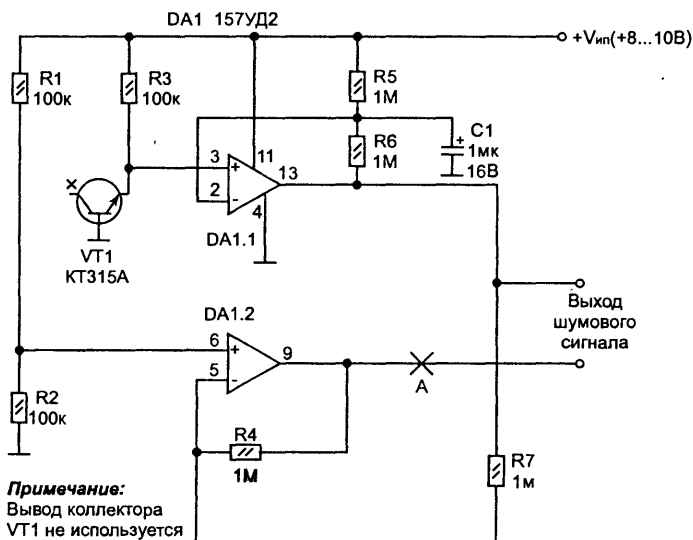 DA1 157УД2
+Vип(+8...10В)
R1
100к
R3
100к
R5
1М
R6
1М
C1
+
1мк
16В
3
+
11
13
2
-
4
×
DA1.1
VT1
КТ315А
DA1.2
6
+
9
5
-
A
Выход
шумового
сигнала
R2
100к
R4
1М
R7
1м
Примечание:
Вывод коллектора
VT1 не используется